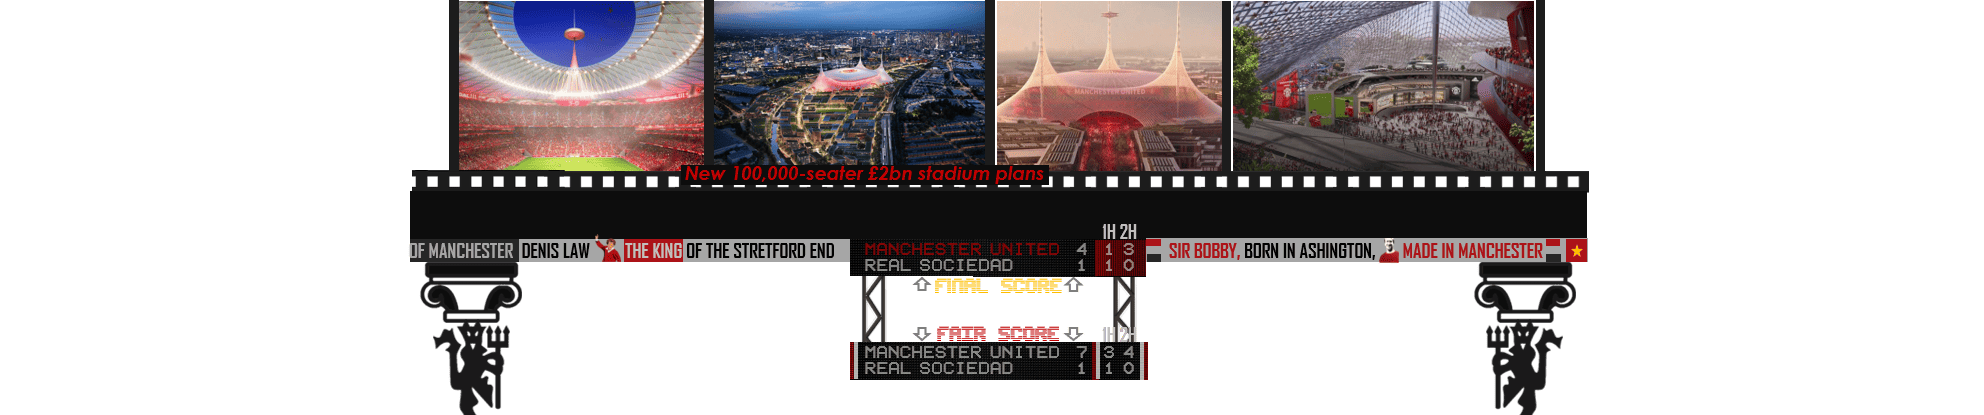 MANCHESTER UNITED
New 100,000-seater £2bn stadium plans
1H 2H
OF MANCHESTER DENIS LAW THE KING OF THE STRETFORD END
MANCHESTER UNITED 4 1 3
REAL SOCIEDAD 1 1 0
SIR BOBBY, BORN IN ASHINGTON, MADE IN MANCHESTER
FINAL SCORE
FAIR SCORE
1H 2H
MANCHESTER UNITED 7 3 4
REAL SOCIEDAD 1 1 0